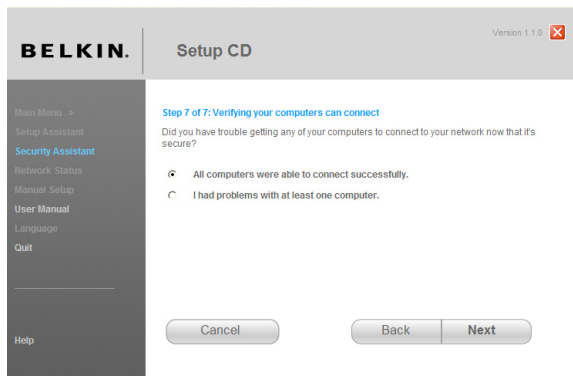 Version 1.1.0
BELKIN.
Setup CD
Main Menu >
Setup Assistant
Security Assistant
Network Status
Manual Setup
User Manual
Language
Quit
Help
Step 7 of 7: Verifying your computers can connect
Did you have trouble getting any of your computers to connect to your network now that it's
secure?
All computers were able to connect successfully.
I had problems with at least one computer.
Cancel
Back
Next